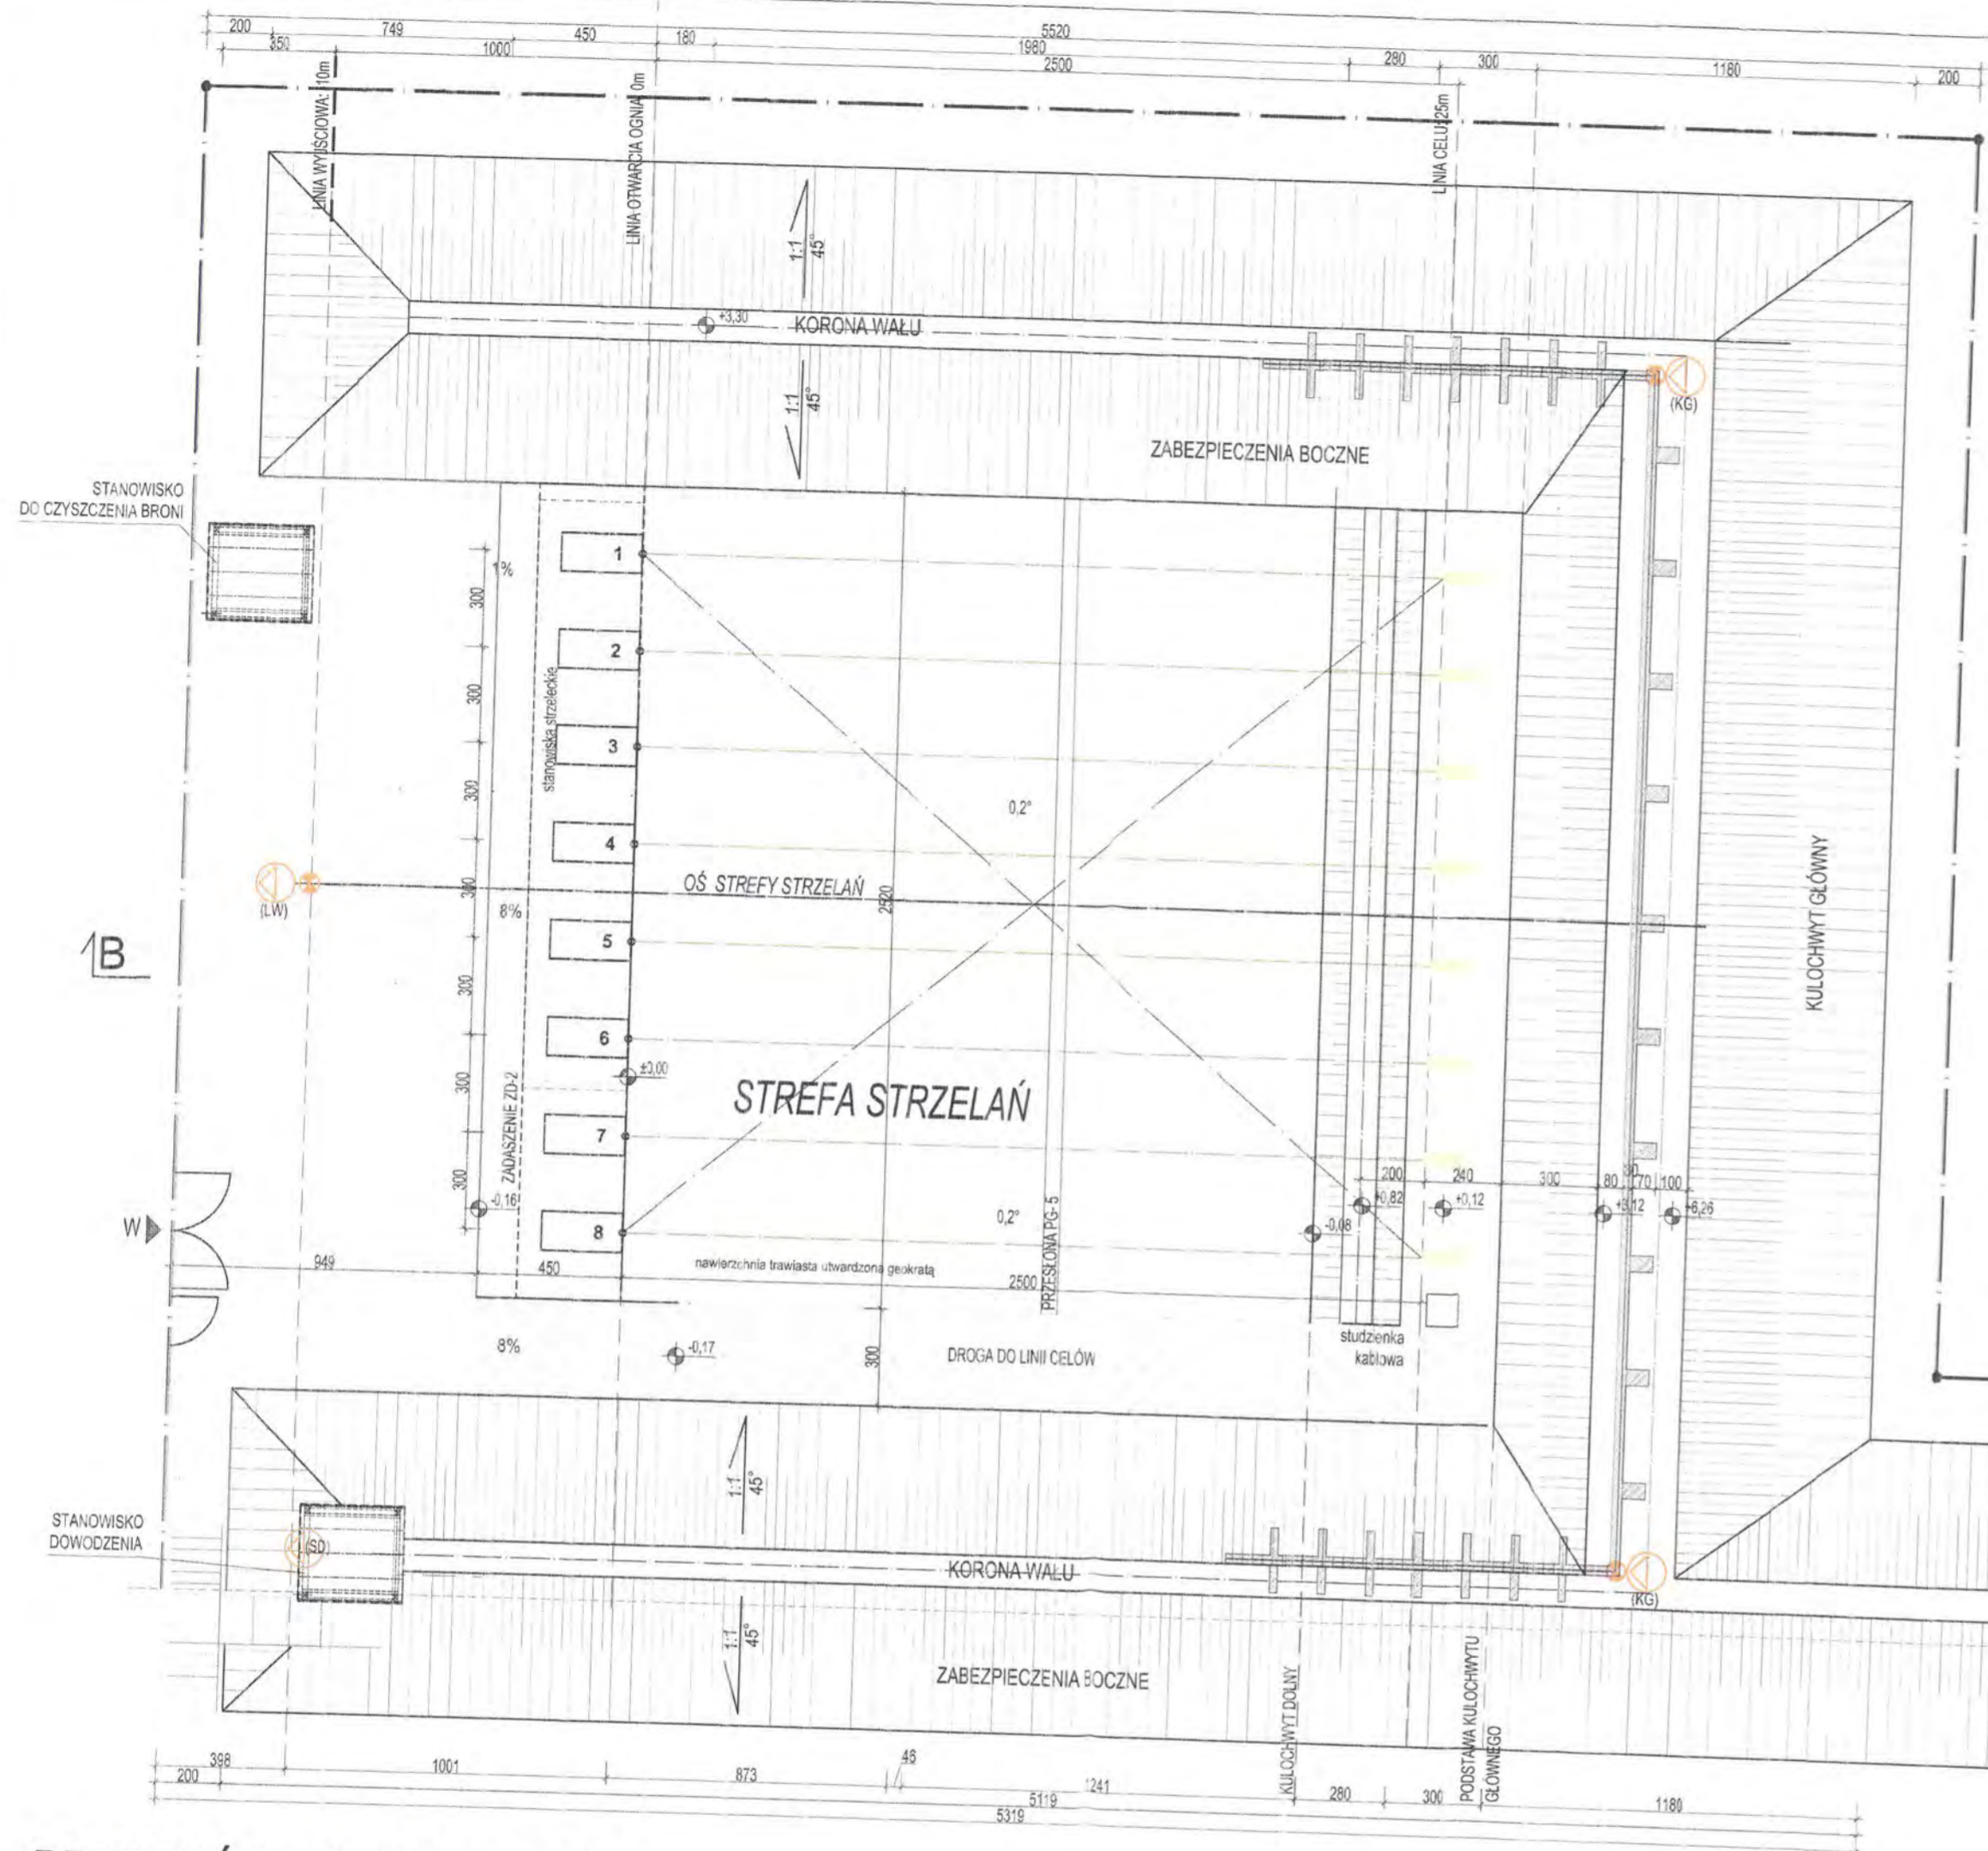 200
749
450
180
5520
350
1000
1980
2500
280
300
1180
200
LINIA WYJŚCIOWA: 10m
LINIA OTWARCIA OGNIA: 0m
LINIA CELU: 25m
1:1
45°
+3,30
KORONA WAŁU
1:1
45°
(KG)
ZABEZPIECZENIA BOCZNE
STANOWISKO
DO CZYSZCZENIA BRONI
1
1%
300
2
300
stanowiska strzeleckie
3
300
0,2°
4
300
OŚ STREFY STRZELAŃ
2520
(LW)
8%
KULOCHWYT GŁÓWNY
B
5
300
6
±0,00
300
STREFA STRZELAŃ
ZADASZENIE ZD-2
7
300
200
240
300
80
30
70
100
-0,16
+0,82
+0,12
+3,12
+6,26
8
0,2°
-0,08
PRZESŁONA PG- 5
W
949
450
nawierzchnia trawiasta utwardzona geokratą
2500
8%
-0,17
300
DROGA DO LINII CELÓW
studzienka
kablowa
1:1
45°
STANOWISKO
DOWODZENIA
(SD)
KORONA WAŁU
(KG)
1:1
45°
ZABEZPIECZENIA BOCZNE
KULOCHWYT DOLNY
PODSTAWA KULOCHWYTU
GŁÓWNEGO
398
200
1001
873
46
1241
280
300
1180
5119
5319